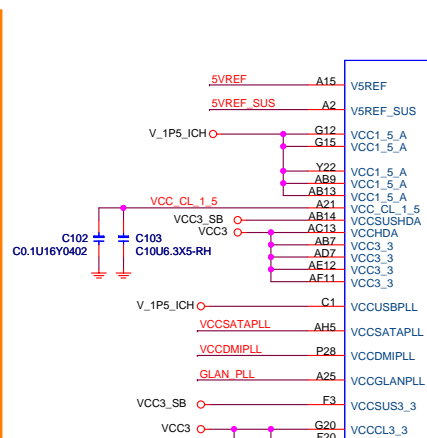 5VREF A15 V5REF
5VREF_SUS A2 V5REF_SUS
V_1P5_ICH G12 VCC1_5_A
G15 VCC1_5_A
Y22 VCC1_5_A
AB9 VCC1_5_A
AB13 VCC1_5_A
VCC_CL_1_5 A21 VCC_CL_1_5
VCC3_SB AB14 VCCSUSHDA
VCC3 AC13 VCCHDA
C102 C103 AB7 VCC3_3
C0.1U16Y0402 C10U6.3X5-RH AD7 VCC3_3
AE12 VCC3_3
AF11 VCC3_3
V_1P5_ICH C1 VCCUSBPLL
VCCSATAPLL AH5 VCCSATAPLL
VCCDMIPLL P28 VCCDMIPLL
GLAN_PLL A25 VCCGLANPLL
VCC3_SB F3 VCCSUS3_3
VCC3 G20 VCCCL3_3